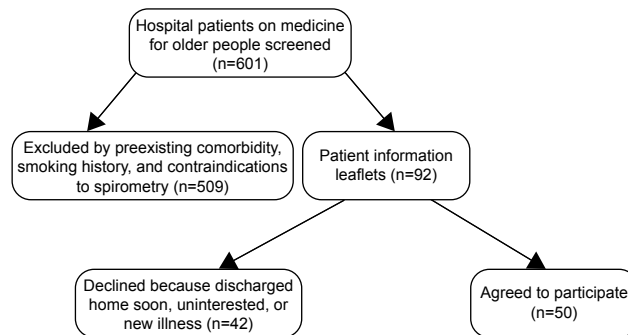 Hospital patients on medicine
for older people screened
(n=601)
Excluded by preexisting comorbidity,
smoking history, and contraindications
to spirometry (n=509)
Patient information
leaflets (n=92)
Declined because discharged
home soon, uninterested, or
new illness (n=42)
Agreed to participate
(n=50)